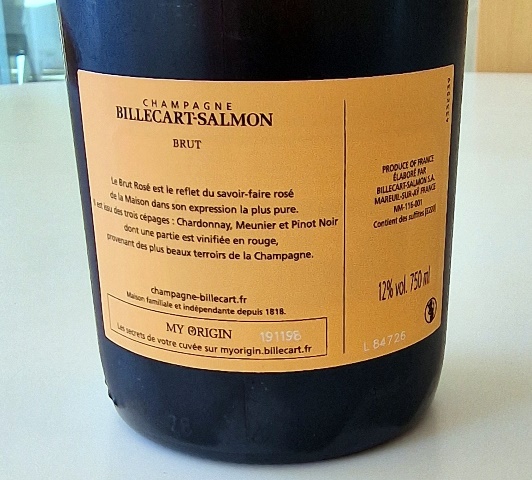 CHAMPAGNE
BILLECART-SALMON
BRUT
Le Brut Rosé est le reflet du savoir-faire rosé
de la Maison dans son expression la plus pure.
Il est issu des trois cépages : Chardonnay, Meunier et Pinot Noir
dont une partie est vinifiée en rouge,
provenant des plus beaux terroirs de la Champagne.
champagne-billecart.fr
Maison familiale et indépendante depuis 1818.
MY ORIGIN 191198
Les secrets de votre cuvée sur myorigin.billecart.fr
PRODUCE OF FRANCE
ÉLABORÉ PAR
BILLECART-SALMON S.A.
MAREUIL-SUR-AŸ FRANCE
NM-116-001
Contient des sulfites (E220)
12% vol. 750 ml
L 84726